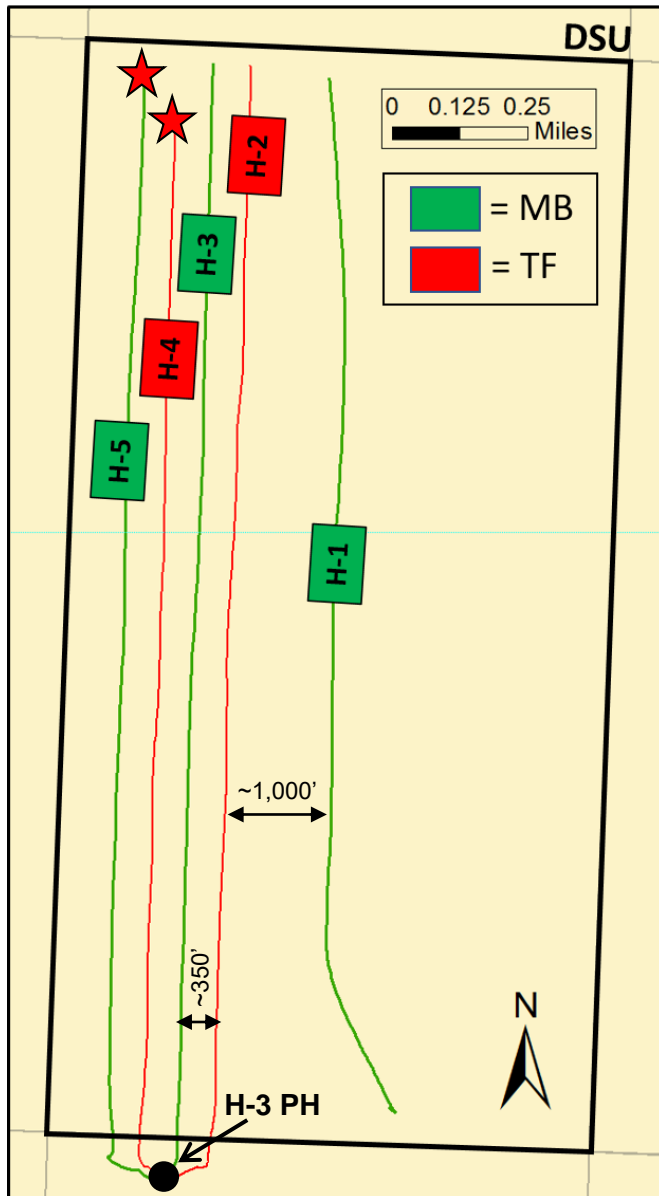 DSU
0 0.125 0.25
Miles
= MB
= TF
H-2
H-3
H-4
H-5
H-1
~1,000’
~350’
N
H-3 PH